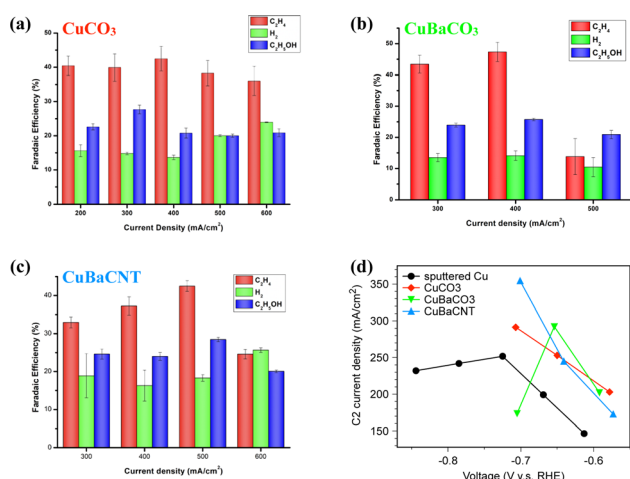 (a)
CuCO₃
C₂H₄
H₂
C₂H₅OH
Faradaic Efficiency (%)
50
40
30
20
10
0
200
300
400
500
600
Current Density (mA/cm²)
(b)
CuBaCO₃
C₂H₄
H₂
C₂H₅OH
Faradaic Efficiency (%)
50
40
30
20
10
0
300
400
500
Current density (mA/cm²)
(c)
CuBaCNT
C₂H₄
H₂
C₂H₅OH
Faradaic Efficiency (%)
50
40
30
20
10
0
300
400
500
600
Current density (mA/cm²)
(d)
sputtered Cu
CuCO3
CuBaCO3
CuBaCNT
C2 current density (mA/cm²)
350
300
250
200
150
-0.8
-0.7
-0.6
Voltage (V v.s. RHE)